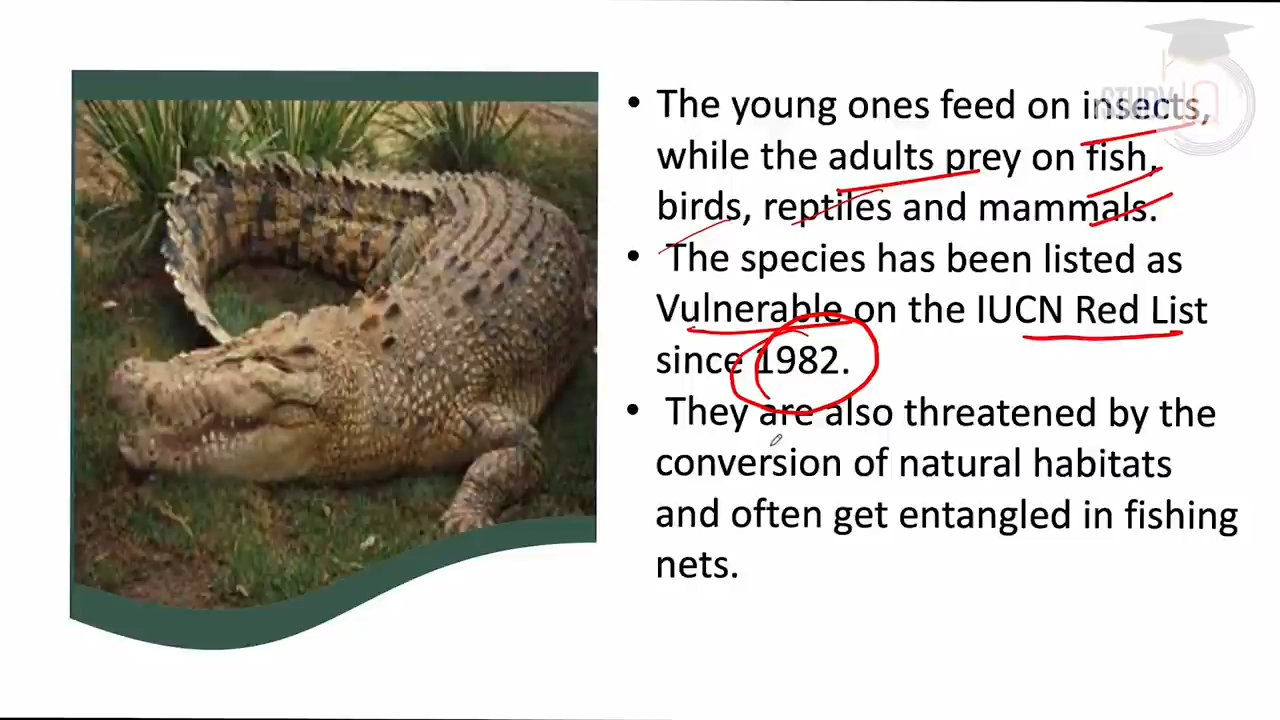 • The young ones feed on insects,
while the adults prey on fish,
birds, reptiles and mammals.
• The species has been listed as
Vulnerable on the IUCN Red List
since 1982.
• They are also threatened by the
conversion of natural habitats
and often get entangled in fishing
nets.
STUDY IQ